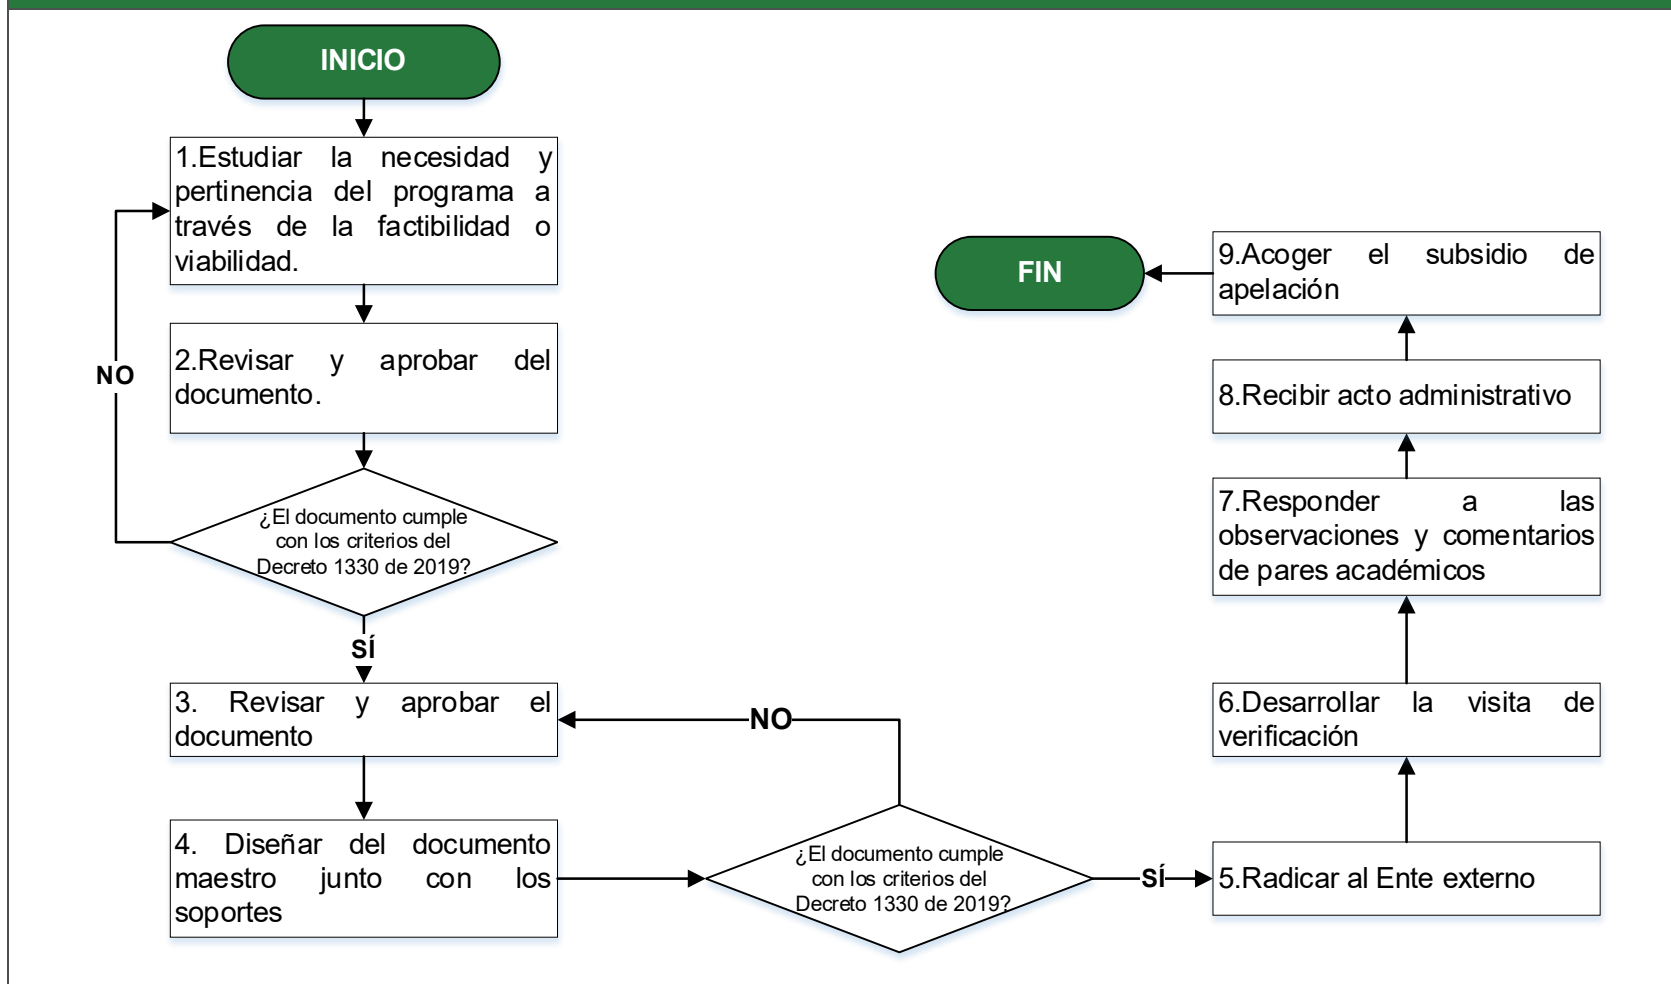 INICIO
1.Estudiar la necesidad y
pertinencia del programa a
través de la factibilidad o
viabilidad.
2.Revisar y aprobar del
documento.
NO
¿El documento cumple
con los criterios del
Decreto 1330 de 2019?
SÍ
3. Revisar y aprobar el
documento
NO
4. Diseñar del documento
maestro junto con los
soportes
¿El documento cumple
con los criterios del
Decreto 1330 de 2019?
SÍ
5.Radicar al Ente externo
6.Desarrollar la visita de
verificación
7.Responder a las
observaciones y comentarios
de pares académicos
8.Recibir acto administrativo
9.Acoger el subsidio de
apelación
FIN